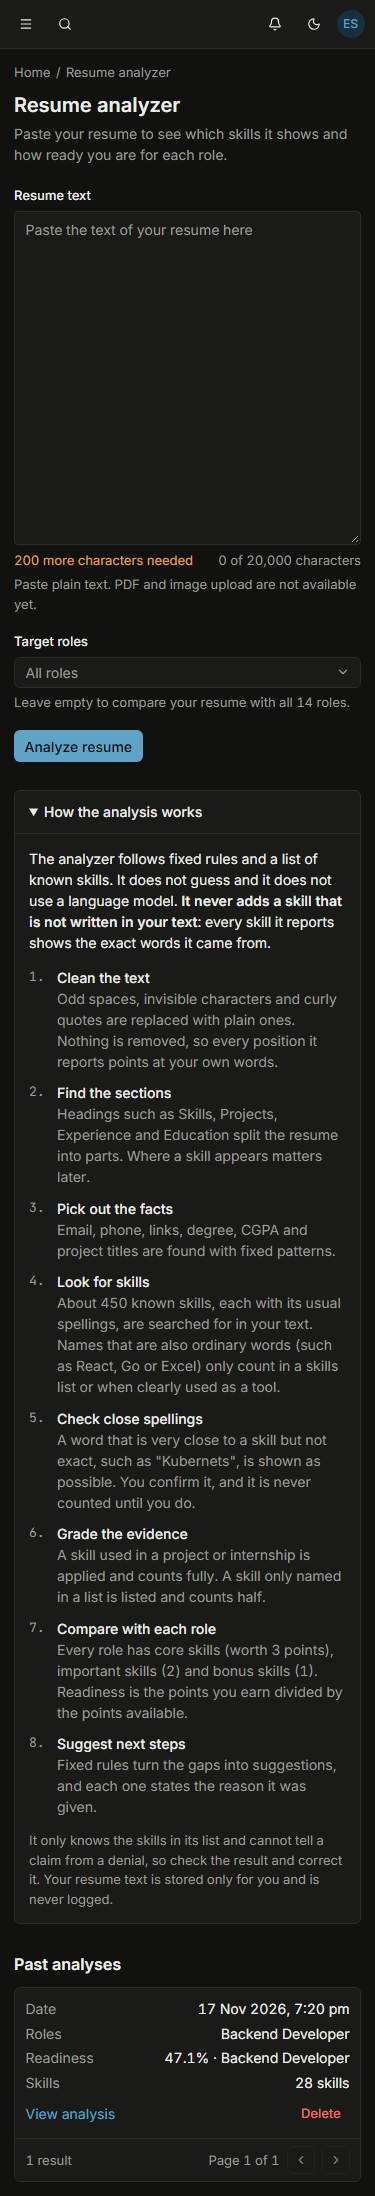 ES
Home / Resume analyzer
Resume analyzer
Paste your resume to see which skills it shows and
how ready you are for each role.
Resume text
Paste the text of your resume here
200 more characters needed 0 of 20,000 characters
Paste plain text. PDF and image upload are not available
yet.
Target roles
All roles
Leave empty to compare your resume with all 14 roles.
Analyze resume
▼ How the analysis works
The analyzer follows fixed rules and a list of
known skills. It does not guess and it does not
use a language model. It never adds a skill that
is not written in your text: every skill it reports
shows the exact words it came from.
1. Clean the text
Odd spaces, invisible characters and curly
quotes are replaced with plain ones.
Nothing is removed, so every position it
reports points at your own words.
2. Find the sections
Headings such as Skills, Projects,
Experience and Education split the resume
into parts. Where a skill appears matters
later.
3. Pick out the facts
Email, phone, links, degree, CGPA and
project titles are found with fixed patterns.
4. Look for skills
About 450 known skills, each with its usual
spellings, are searched for in your text.
Names that are also ordinary words (such
as React, Go or Excel) only count in a skills
list or when clearly used as a tool.
5. Check close spellings
A word that is very close to a skill but not
exact, such as "Kubernets", is shown as
possible. You confirm it, and it is never
counted until you do.
6. Grade the evidence
A skill used in a project or internship is
applied and counts fully. A skill only named
in a list is listed and counts half.
7. Compare with each role
Every role has core skills (worth 3 points),
important skills (2) and bonus skills (1).
Readiness is the points you earn divided by
the points available.
8. Suggest next steps
Fixed rules turn the gaps into suggestions,
and each one states the reason it was
given.
It only knows the skills in its list and cannot tell a
claim from a denial, so check the result and correct
it. Your resume text is stored only for you and is
never logged.
Past analyses
Date 17 Nov 2026, 7:20 pm
Roles Backend Developer
Readiness 47.1% · Backend Developer
Skills 28 skills
View analysis Delete
1 result Page 1 of 1